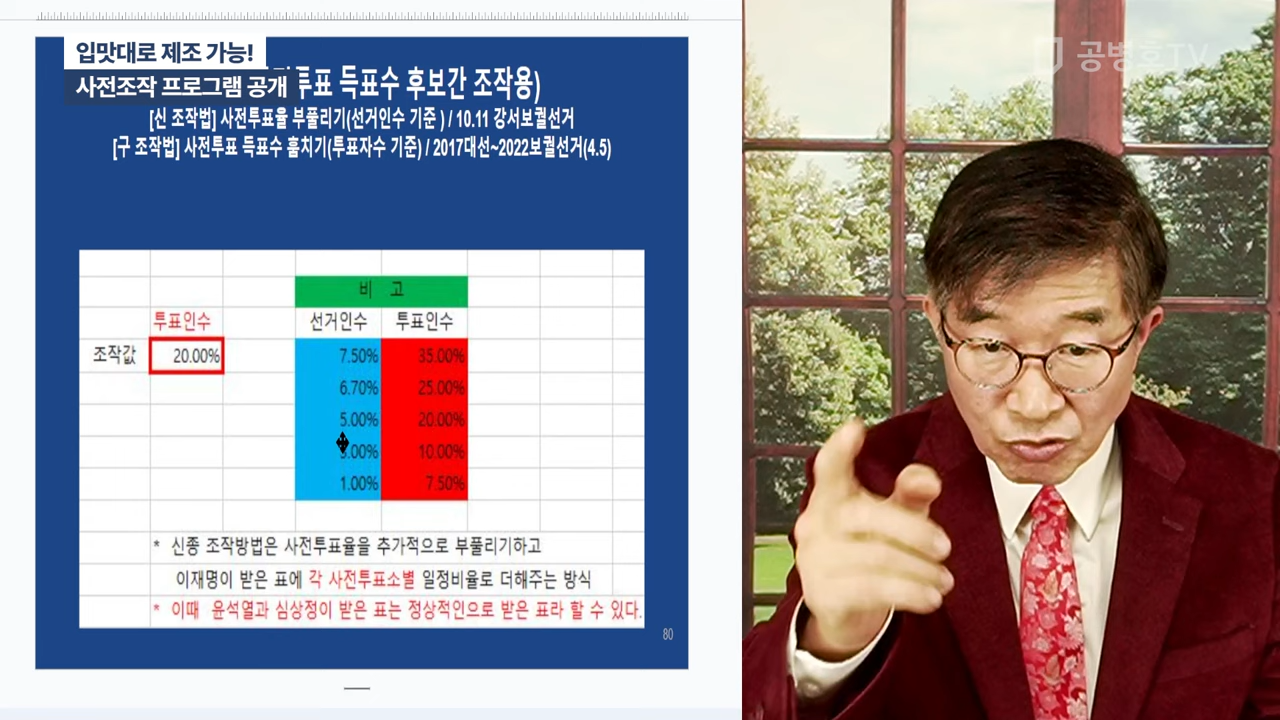 입맛대로 제조 가능!
사전조작 프로그램 공개
투표 득표수 후보간 조작용)
[신 조작법] 사전투표율 부풀리기(선거인수 기준 ) / 10.11 강서보궐선거
[구 조작법] 사전투표 득표수 훔치기(투표자수 기준) / 2017대선~2022보궐선거(4.5)
공병호TV
비 고
투표인수 선거인수 투표인수
조작값 20.00% 7.50% 35.00%
6.70% 25.00%
5.00% 20.00%
.00% 10.00%
1.00% 7.50%
* 신종 조작방법은 사전투표율을 추가적으로 부풀리기하고
이재명이 받은 표에 각 사전투표소별 일정비율로 더해주는 방식
* 이때 윤석열과 심상정이 받은 표는 정상적인으로 받은 표라 할 수 있다.
80